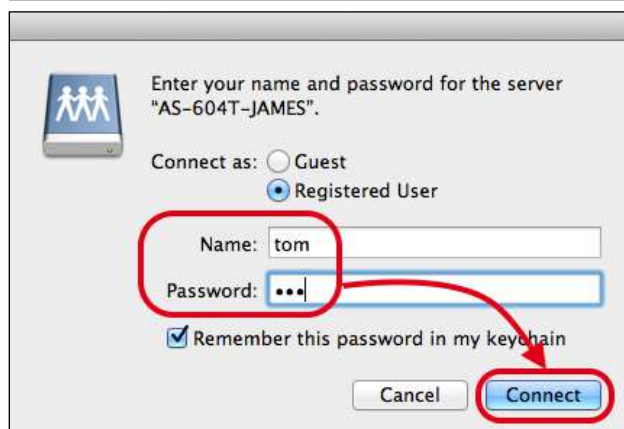 Enter your name and password for the server
"AS-604T-JAMES".
Connect as: Guest
Registered User
Name: tom
Password: •••
Remember this password in my keychain
Cancel Connect